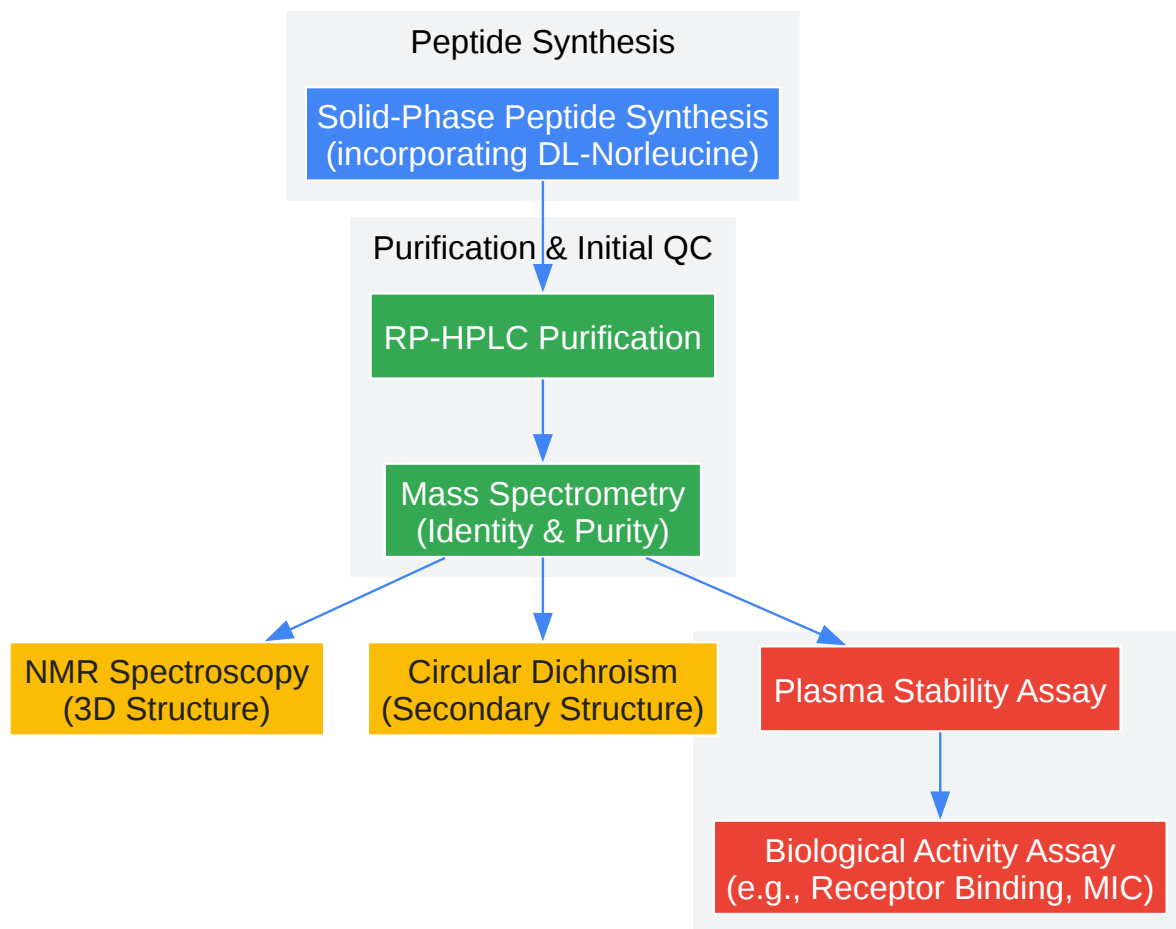 Peptide Synthesis
Solid-Phase Peptide Synthesis
(incorporating DL-Norleucine)
Purification & Initial QC
RP-HPLC Purification
Mass Spectrometry
(Identity & Purity)
NMR Spectroscopy
(3D Structure)
Circular Dichroism
(Secondary Structure)
Plasma Stability Assay
Biological Activity Assay
(e.g., Receptor Binding, MIC)